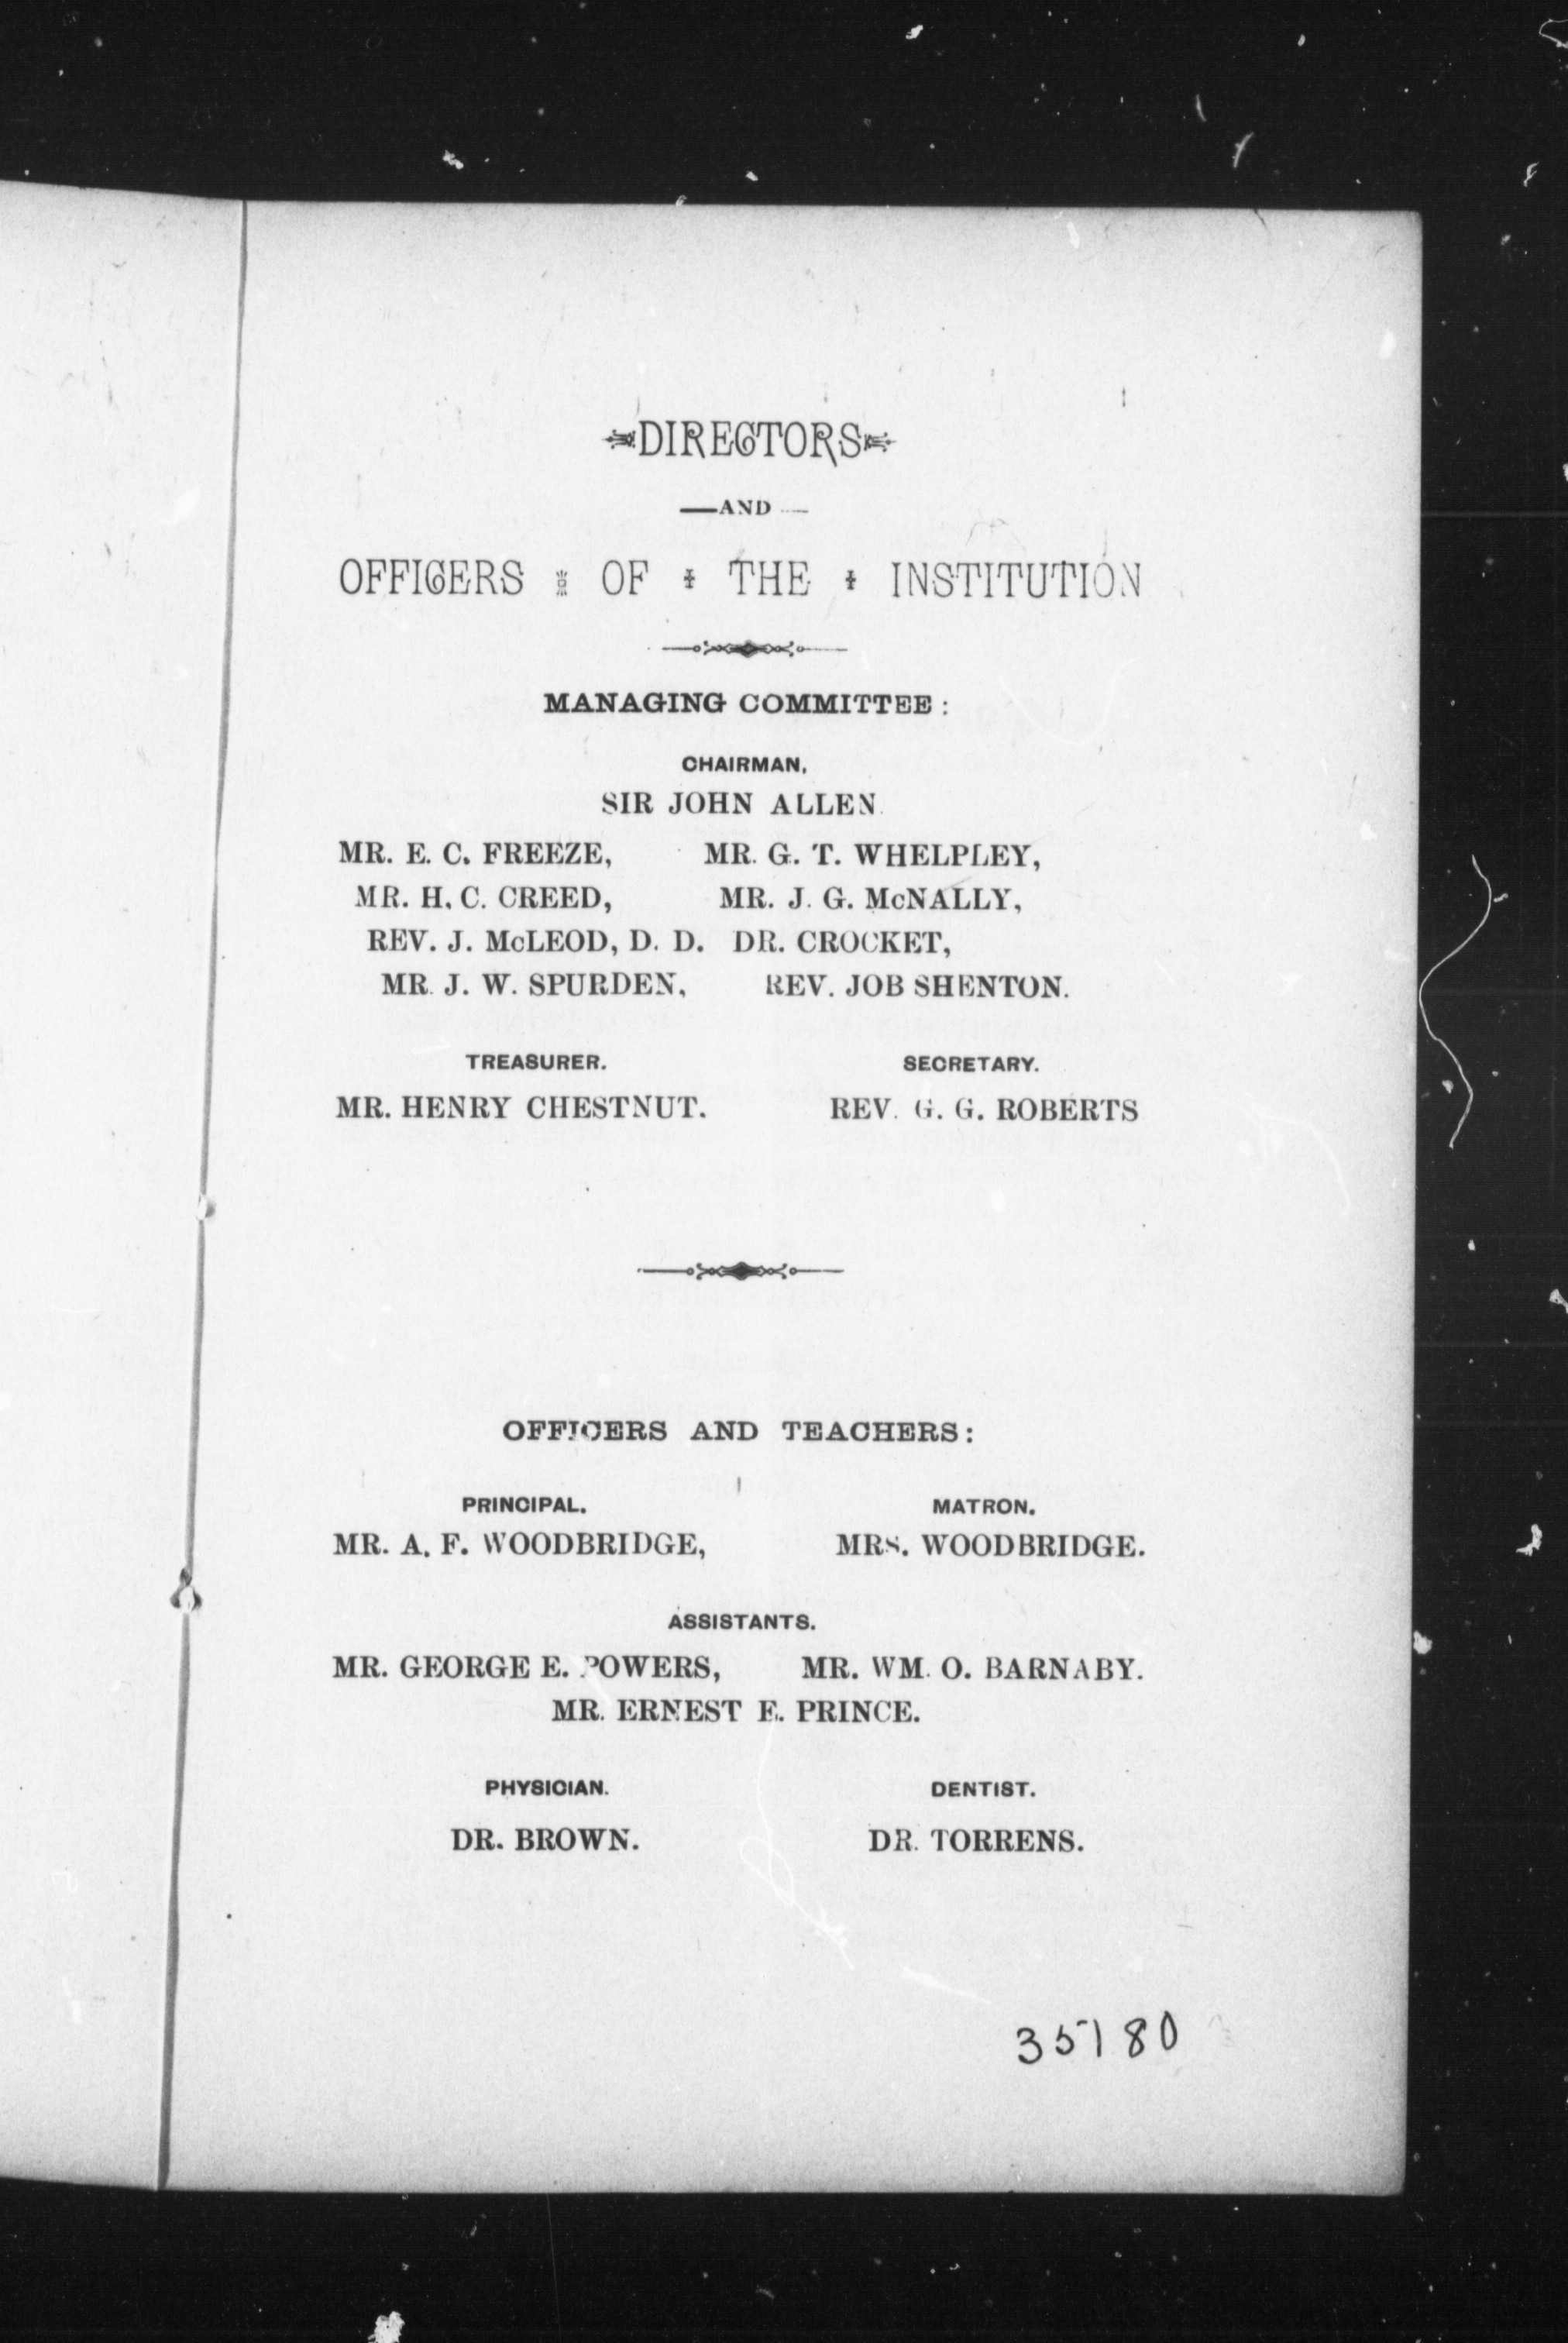 DIRECTORS
—AND—
OFFICERS OF THE INSTITUTION
MANAGING COMMITTEE:
CHAIRMAN,
SIR JOHN ALLEN.
MR. E. C. FREEZE, MR. G. T. WHELPLEY,
MR. H. C. CREED, MR. J. G. McNALLY,
REV. J. McLEOD, D. D. DR. CROCKET,
MR. J. W. SPURDEN, REV. JOB SHENTON.
TREASURER. SECRETARY.
MR. HENRY CHESTNUT. REV. G. G. ROBERTS
OFFICERS AND TEACHERS:
PRINCIPAL. MATRON.
MR. A. F. WOODBRIDGE, MRS. WOODBRIDGE.
ASSISTANTS.
MR. GEORGE E. POWERS, MR. WM. O. BARNABY.
MR. ERNEST E. PRINCE.
PHYSICIAN. DENTIST.
DR. BROWN. DR. TORRENS.
35180